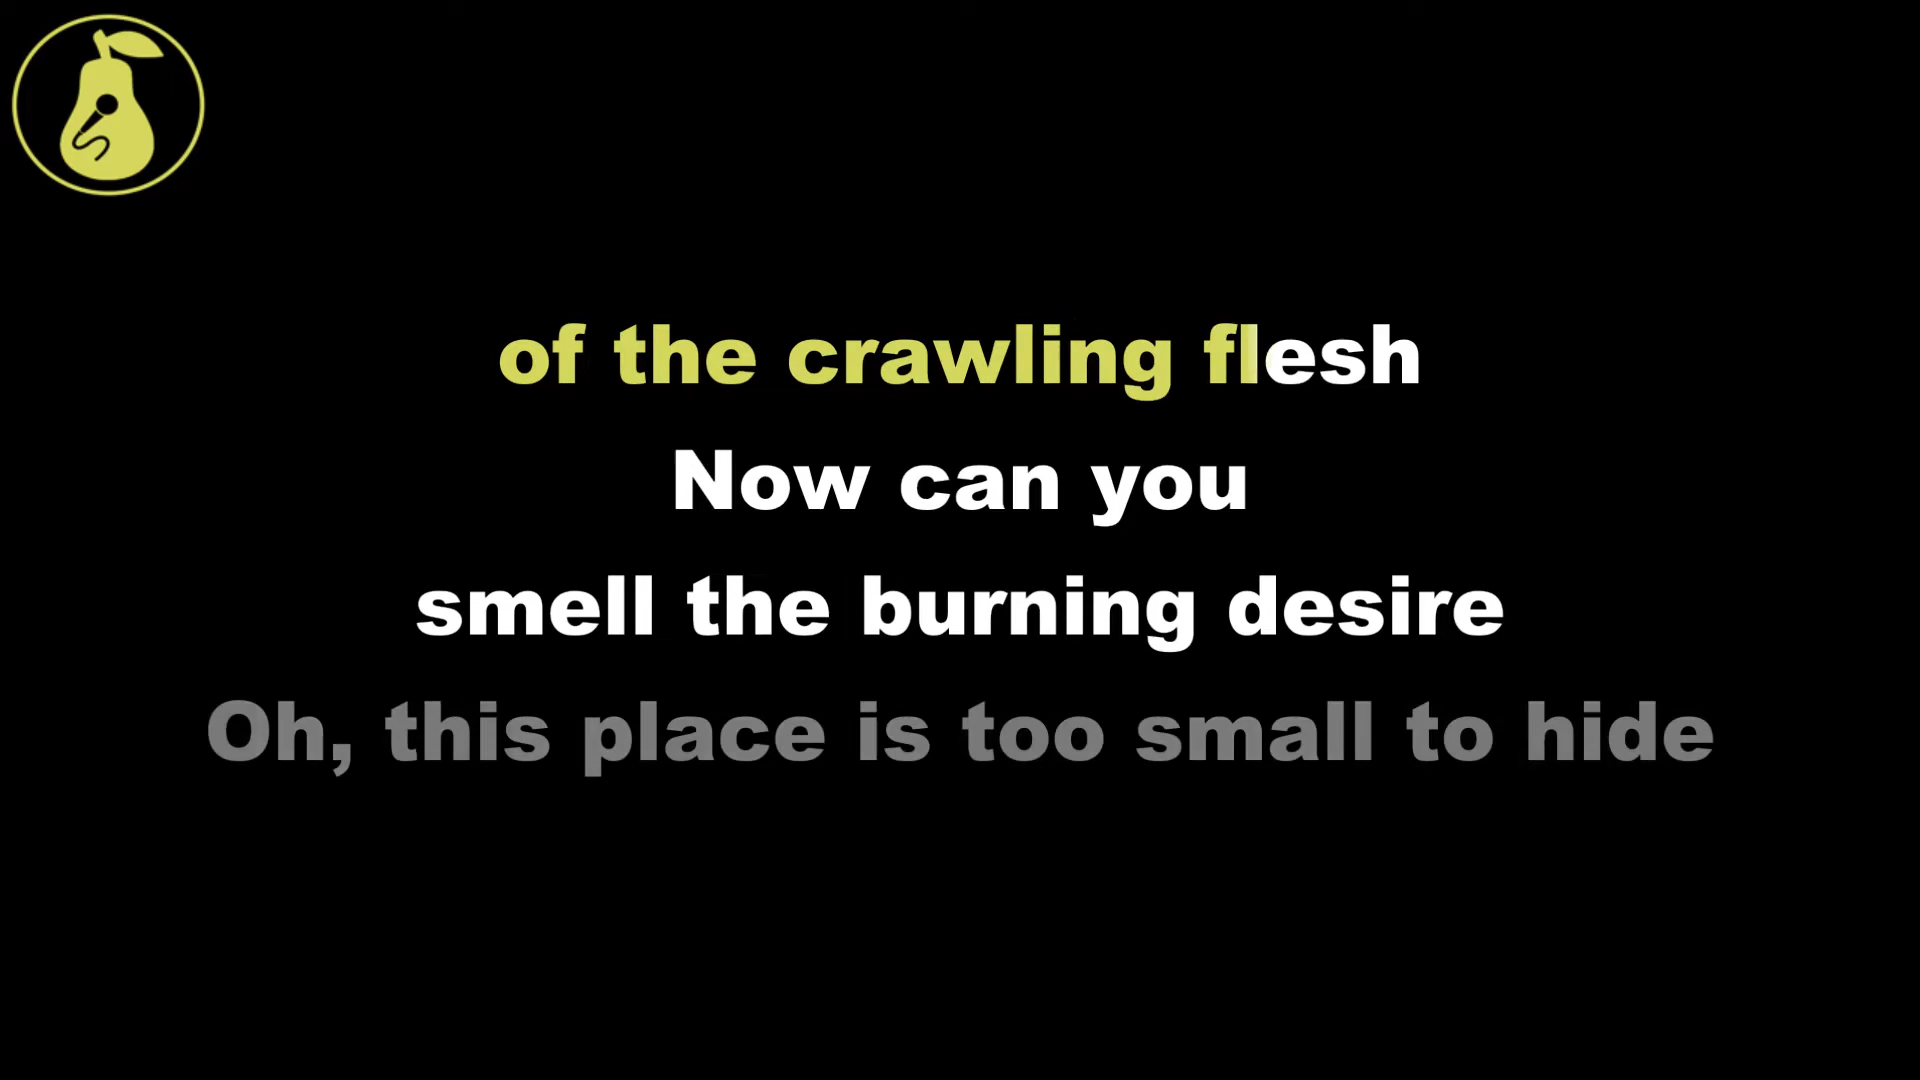 of the crawling flesh
Now can you
smell the burning desire
Oh, this place is too small to hide